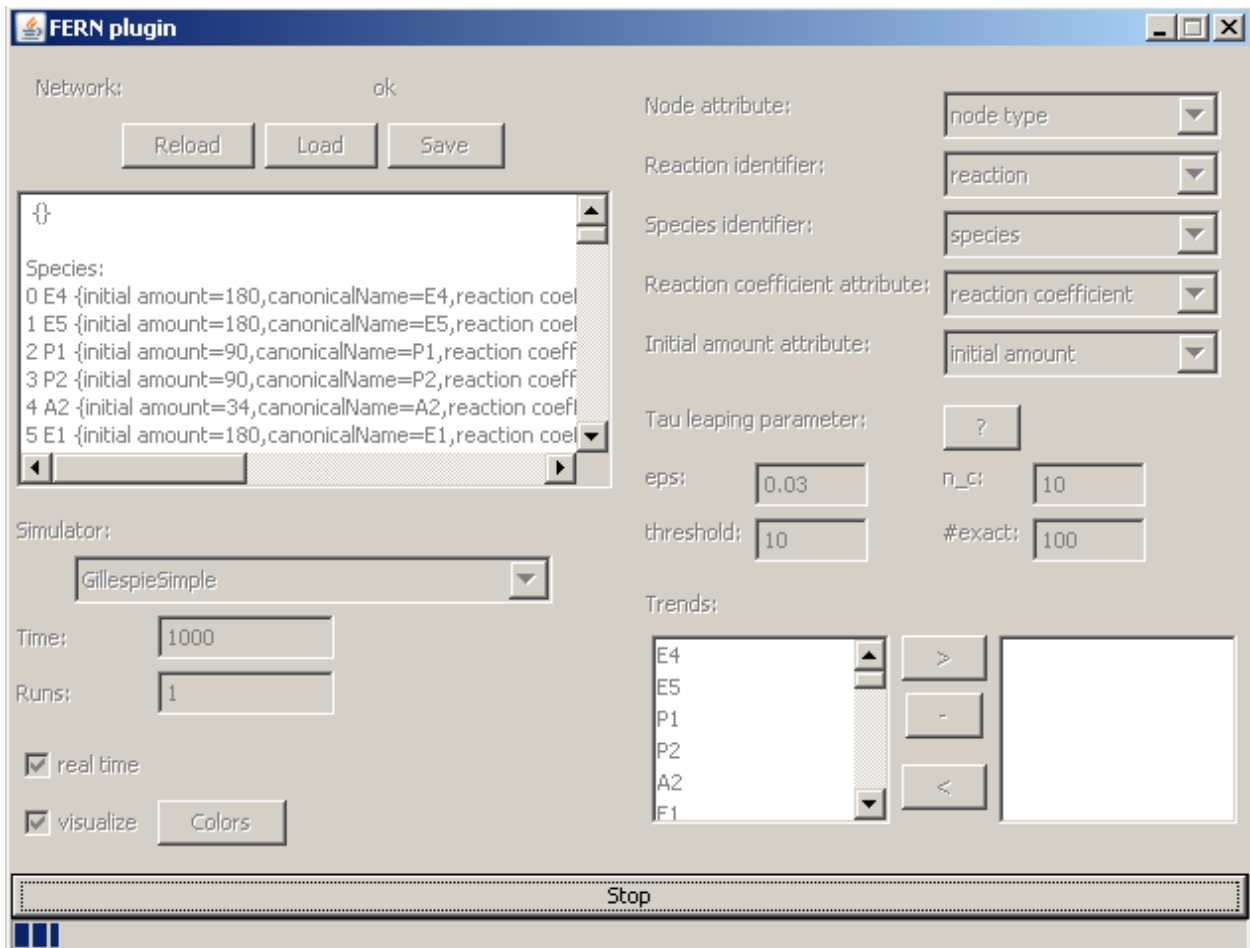 FERN plugin
Network: ok
Reload Load Save
{}
Species:
0 E4 {initial amount=180,canonicalName=E4,reaction coef
1 E5 {initial amount=180,canonicalName=E5,reaction coef
2 P1 {initial amount=90,canonicalName=P1,reaction coeff
3 P2 {initial amount=90,canonicalName=P2,reaction coeff
4 A2 {initial amount=34,canonicalName=A2,reaction coeff
5 E1 {initial amount=180,canonicalName=E1,reaction coef
Simulator:
GillespieSimple
Time: 1000
Runs: 1
real time
visualize Colors
Node attribute: node type
Reaction identifier: reaction
Species identifier: species
Reaction coefficient attribute: reaction coefficient
Initial amount attribute: initial amount
Tau leaping parameter: ?
eps: 0.03 n_c: 10
threshold: 10 #exact: 100
Trends:
E4
E5
P1
P2
A2
E1
>
-
<
Stop